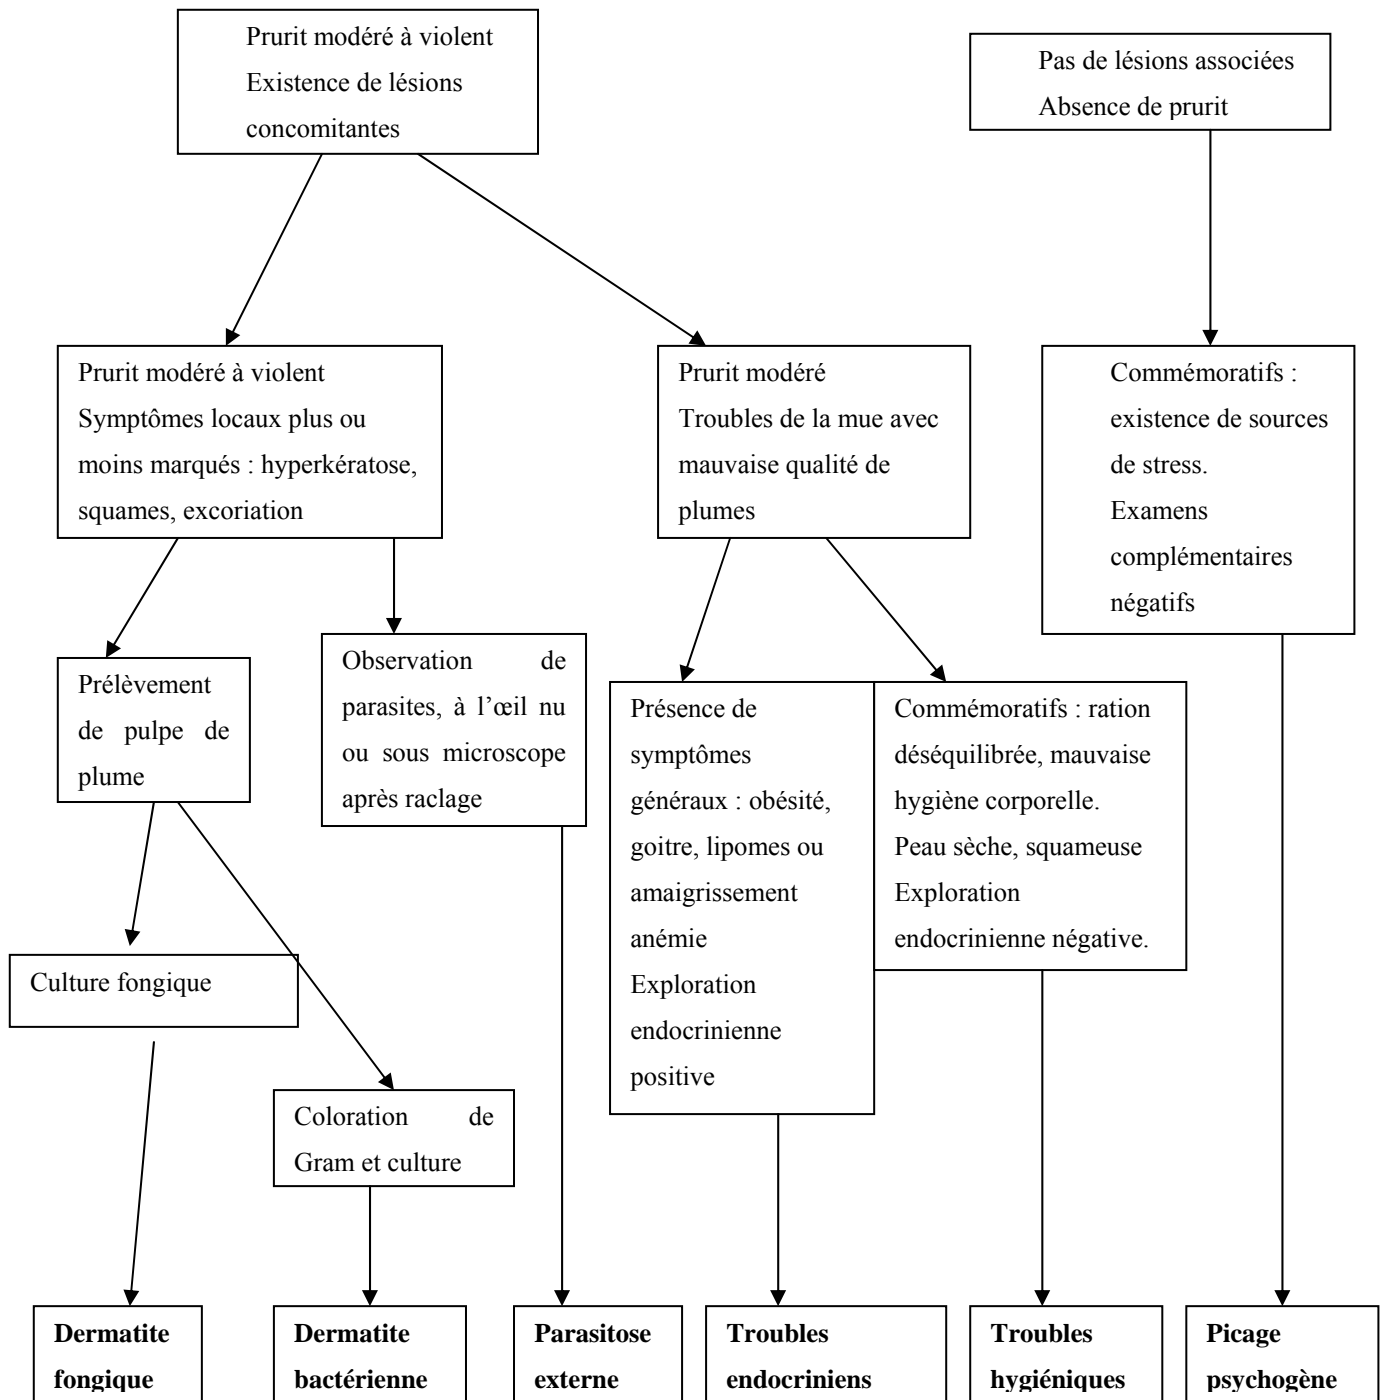 Prurit modéré à violent
Existence de lésions
concomitantes
Pas de lésions associées
Absence de prurit
Prurit modéré à violent
Symptômes locaux plus ou
moins marqués : hyperkératose,
squames, excoriation
Prurit modéré
Troubles de la mue avec
mauvaise qualité de
plumes
Commémoratifs :
existence de sources
de stress.
Examens
complémentaires
négatifs
Prélèvement
de pulpe de
plume
Observation de
parasites, à l’œil nu
ou sous microscope
après raclage
Présence de
symptômes
généraux : obésité,
goitre, lipomes ou
amaigrissement
anémie
Exploration
endocrinienne
positive
Commémoratifs : ration
déséquilibrée, mauvaise
hygiène corporelle.
Peau sèche, squameuse
Exploration
endocrinienne négative.
Culture fongique
Coloration de
Gram et culture
Dermatite
fongique
Dermatite
bactérienne
Parasitose
externe
Troubles
endocriniens
Troubles
hygiéniques
Picage
psychogène